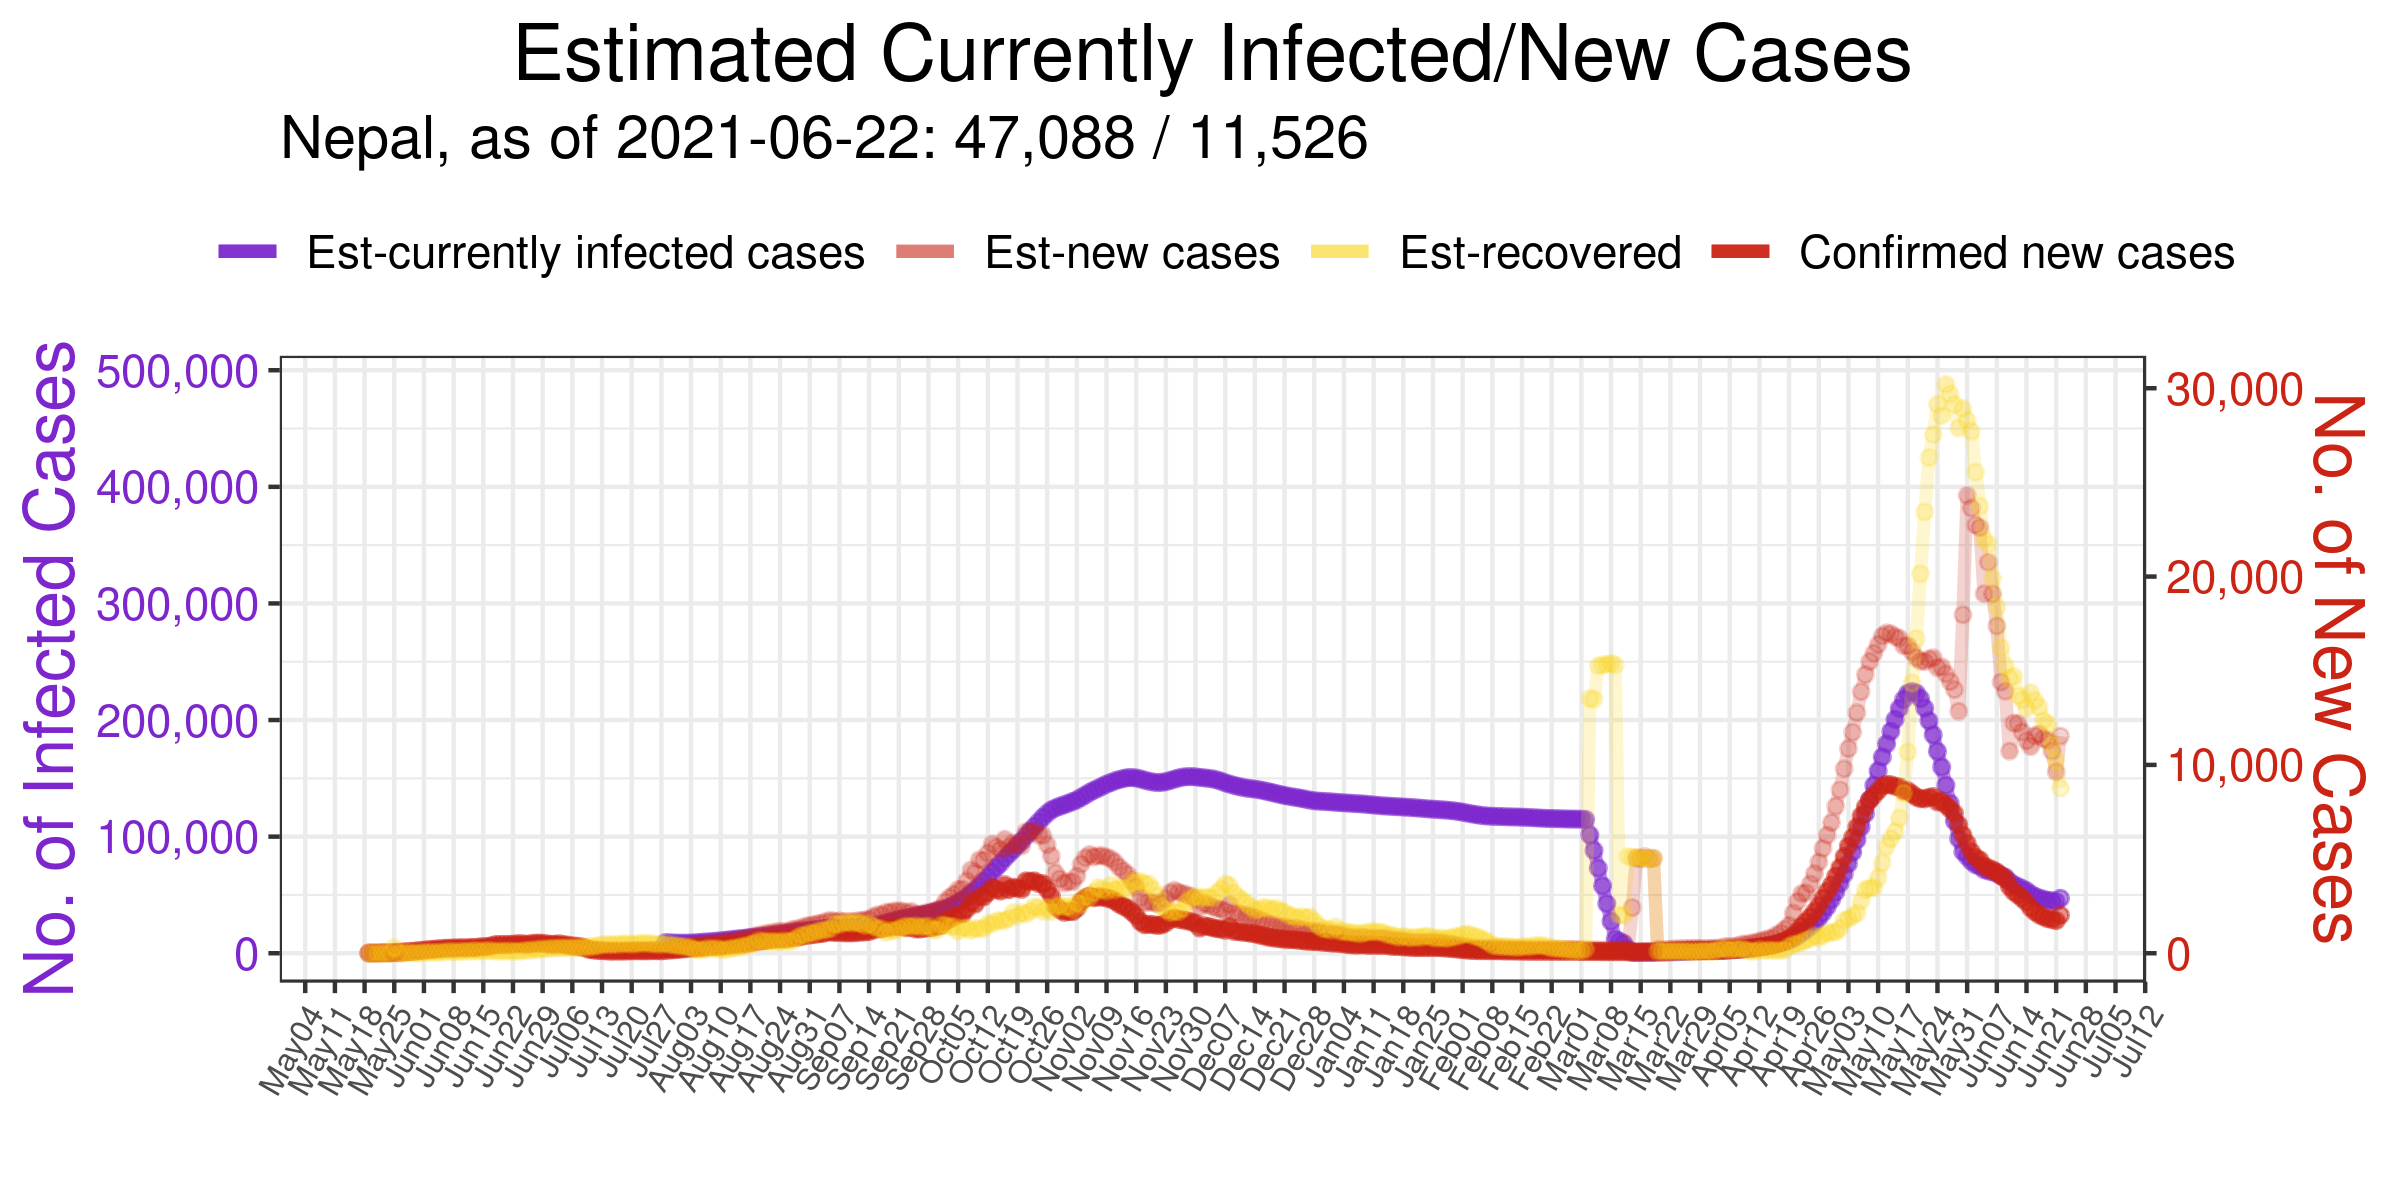 Estimated Currently Infected/New Cases
Nepal, as of 2021-06-22: 47,088 / 11,526
Est-currently infected cases Est-new cases Est-recovered Confirmed new cases
No. of Infected Cases
500,000
400,000
300,000
200,000
100,000
0
30,000
20,000
10,000
0
No. of New Cases
May04 May11 May18 May25 Jun01 Jun08 Jun15 Jun22 Jun29 Jul06 Jul13 Jul20 Jul27 Aug03 Aug10 Aug17 Aug24 Aug31 Sep07 Sep14 Sep21 Sep28 Oct05 Oct12 Oct19 Oct26 Nov02 Nov09 Nov16 Nov23 Nov30 Dec07 Dec14 Dec21 Dec28 Jan04 Jan11 Jan18 Jan25 Feb01 Feb08 Feb15 Feb22 Mar01 Mar08 Mar15 Mar22 Mar29 Apr05 Apr12 Apr19 Apr26 May03 May10 May17 May24 May31 Jun07 Jun14 Jun21 Jun28 Jul05 Jul12